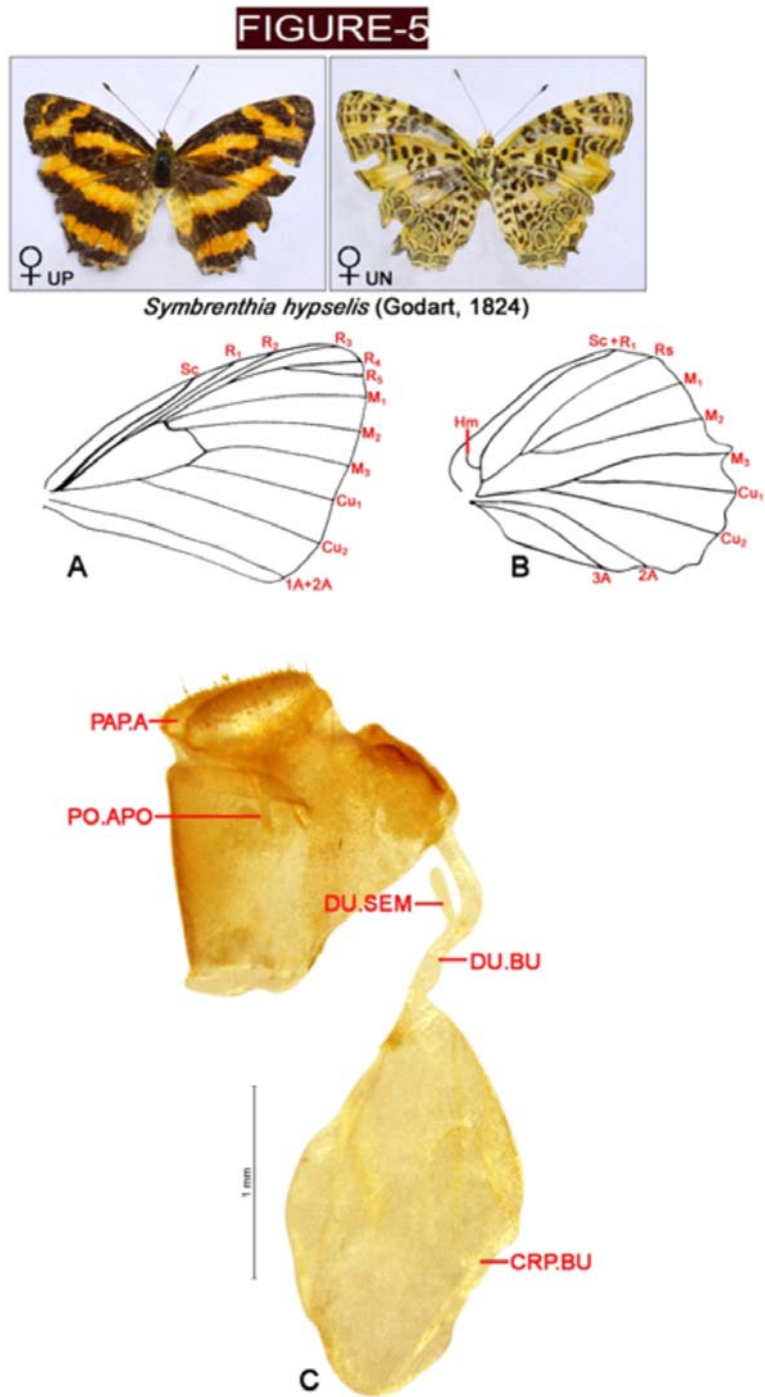 FIGURE-5
♀ UP
♀ UN
Symbrenthia hypselis (Godart, 1824)
Sc
R1
R2
R3
R4
R5
M1
M2
M3
Cu1
Cu2
1A+2A
A
Sc+R1
Rs
M1
M2
Hm
M3
Cu1
Cu2
3A
2A
B
PAP.A
PO.APO
DU.SEM
DU.BU
1 mm
CRP.BU
C